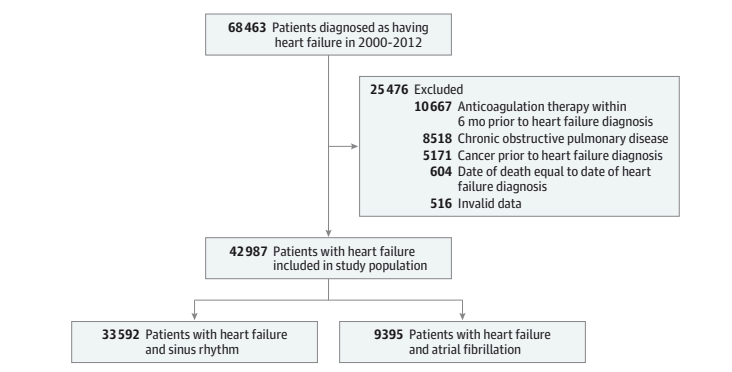 68463 Patients diagnosed as having
heart failure in 2000-2012
25476 Excluded
10667 Anticoagulation therapy within
6 mo prior to heart failure diagnosis
8518 Chronic obstructive pulmonary disease
5171 Cancer prior to heart failure diagnosis
604 Date of death equal to date of heart
failure diagnosis
516 Invalid data
42987 Patients with heart failure
included in study population
33592 Patients with heart failure
and sinus rhythm
9395 Patients with heart failure
and atrial fibrillation